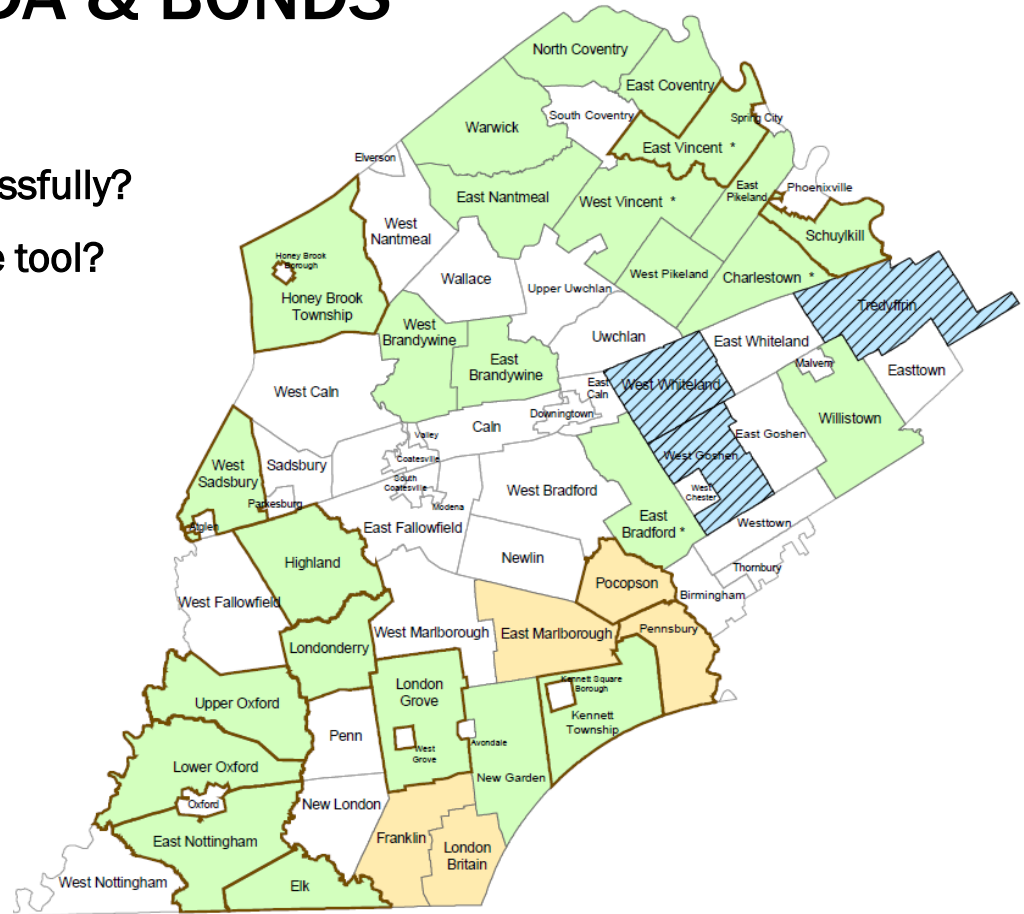 DA & BONDS
ssfully?
e tool?
North Coventry
East Coventry
South Coventry
Spring City
Warwick
East Vincent *
Elverson
East Nantmeal
West Vincent *
East
Pikeland
Phoenixville
West
Nantmeal
Schuylkill
Honey Brook
Borough
Honey Brook
Township
Wallace
Upper Uwchlan
West Pikeland
Charlestown *
Tredyffrin
West
Brandywine
Uwchlan
East Whiteland
East
Brandywine
Malvern
Easttown
West Caln
East
Caln
West Whiteland
Downingtown
Willistown
Caln
Valley
East Goshen
Coatesville
West Goshen
West
Sadsbury
Sadsbury
South
Coatesville
West Bradford
West
Chester
Parkesburg
Modena
Atglen
East Fallowfield
East
Bradford *
Westtown
Highland
Newlin
Thornbury
Pocopson
Birmingham
West Fallowfield
West Marlborough
East Marlborough
Pennsbury
Londonderry
London
Grove
Kennett Square
Borough
Upper Oxford
Kennett
Township
Penn
West
Grove
Avondale
Lower Oxford
New Garden
Oxford
New London
East Nottingham
Franklin
London
Britain
West Nottingham
Elk